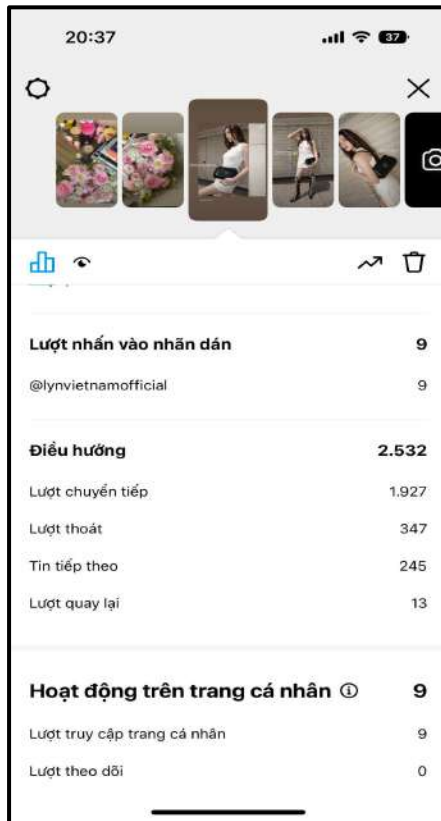 20:37
37
Lượt nhấn vào nhãn dán 9
@lynvietnamofficial 9
Điều hướng 2.532
Lượt chuyển tiếp 1.927
Lượt thoát 347
Tin tiếp theo 245
Lượt quay lại 13
Hoạt động trên trang cá nhân 9
Lượt truy cập trang cá nhân 9
Lượt theo dõi 0